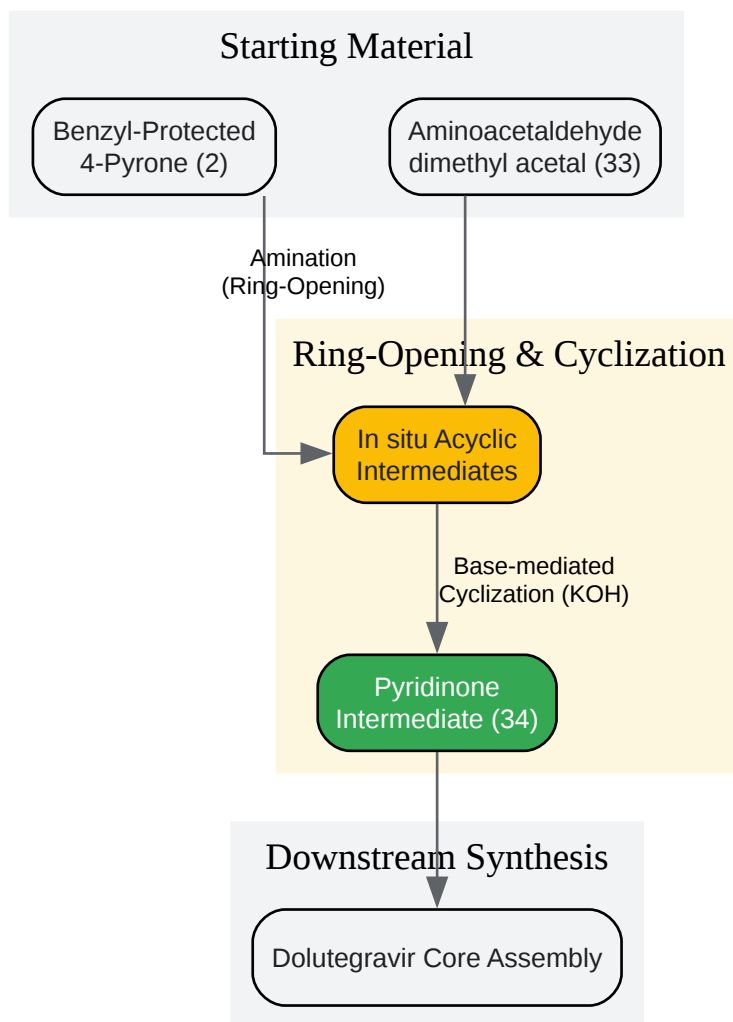 Starting Material
Benzyl-Protected
4-Pyrone (2)
Aminoacetaldehyde
dimethyl acetal (33)
Amination
(Ring-Opening)
Ring-Opening & Cyclization
In situ Acyclic
Intermediates
Base-mediated
Cyclization (KOH)
Pyridinone
Intermediate (34)
Downstream Synthesis
Dolutegravir Core Assembly